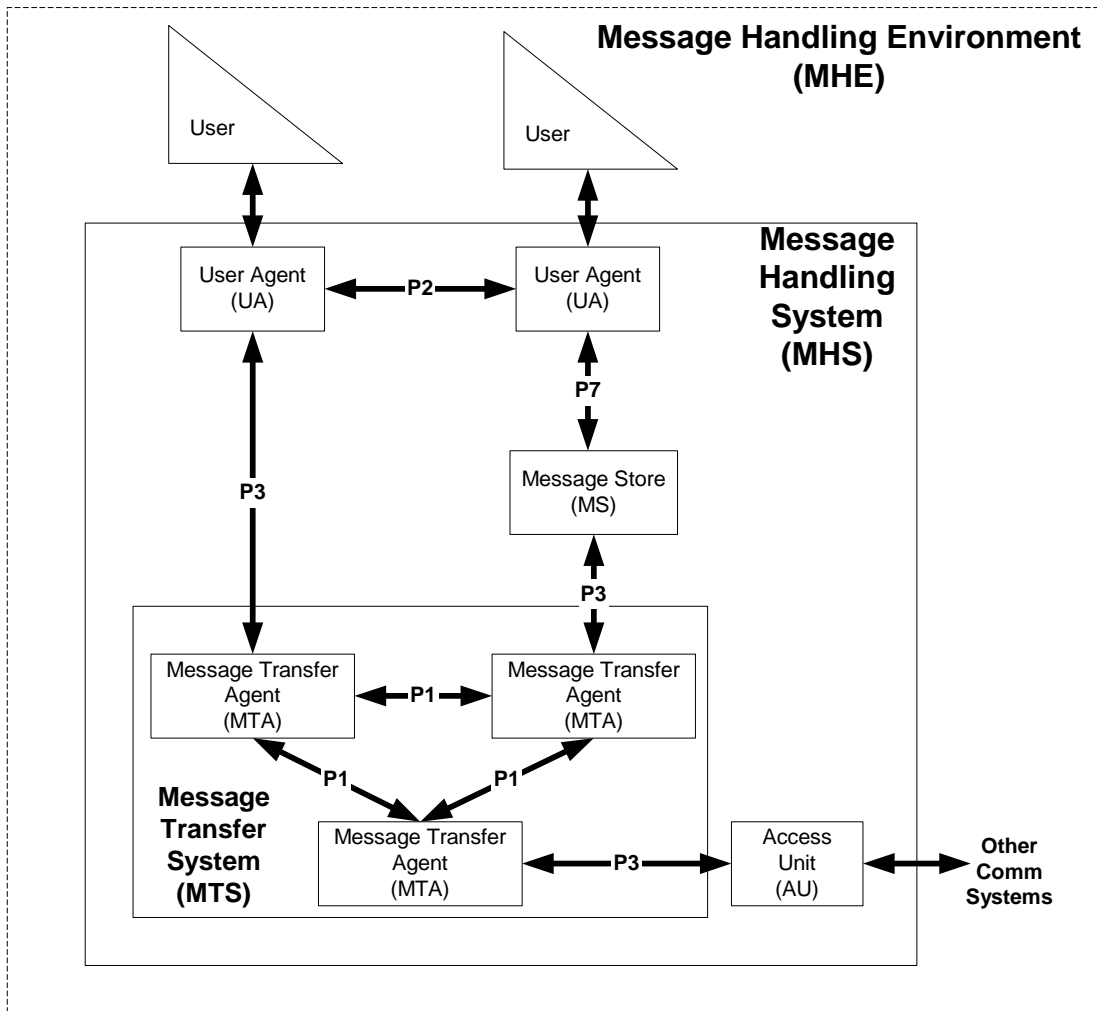 Message Handling Environment
(MHE)
User
User
Message
Handling
System
(MHS)
User Agent
(UA)
P2
User Agent
(UA)
P7
P3
Message Store
(MS)
P3
Message Transfer
Agent
(MTA)
P1
Message Transfer
Agent
(MTA)
P1
P1
Message
Transfer
System
(MTS)
Message Transfer
Agent
(MTA)
P3
Access
Unit
(AU)
Other
Comm
Systems